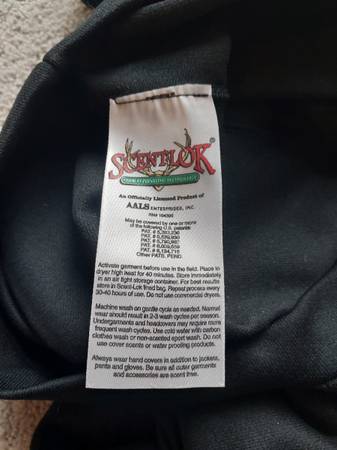 SCENT-LOK
An Officially Licensed Product of
AALS ENTERPRISES, INC.
May be covered by one or more
of the following U.S. patents
PAT. # 5,383,236
PAT. # 5,539,930
PAT. # 5,790,987
PAT. # 6,009,559
PAT. # 6,134,718
Other PATS. PEND.
Activate garment before use in the field. Place in
dryer high heat for 40 minutes. Store immediately
in an air tight storage container. For best results
store in Scent-Lok lined bag. Repeat process every
30-40 hours of use. Do not use commercial dryers.
Machine wash on gentle cycle as needed. Normal
wear should result in 2-3 wash cycles per season.
Undergarments and headcovers may require more
frequent wash cycles. Use cold water with carbon
clothes wash or non-scented sport wash. Do not
use cover scents or water proofing products.
Always wear hand covers in addition to jackets,
pants and gloves. Be sure all outer garments
and accessories are scent free.